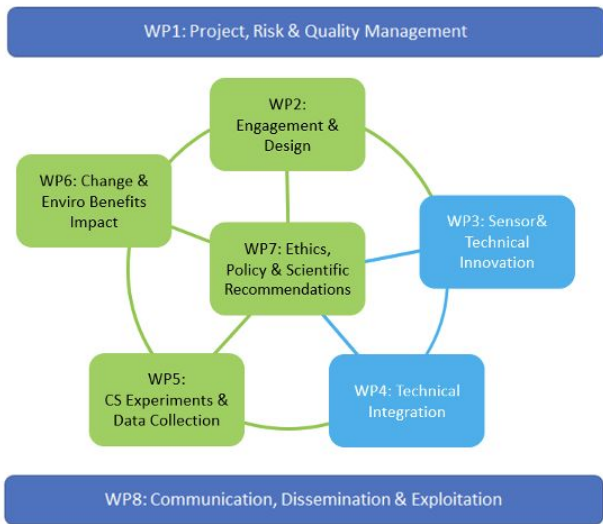 WP1: Project, Risk & Quality Management
WP2:
Engagement &
Design
WP6: Change &
Enviro Benefits
Impact
WP3: Sensor&
Technical
Innovation
WP7: Ethics,
Policy & Scientific
Recommendations
WP5:
CS Experiments &
Data Collection
WP4: Technical
Integration
WP8: Communication, Dissemination & Exploitation